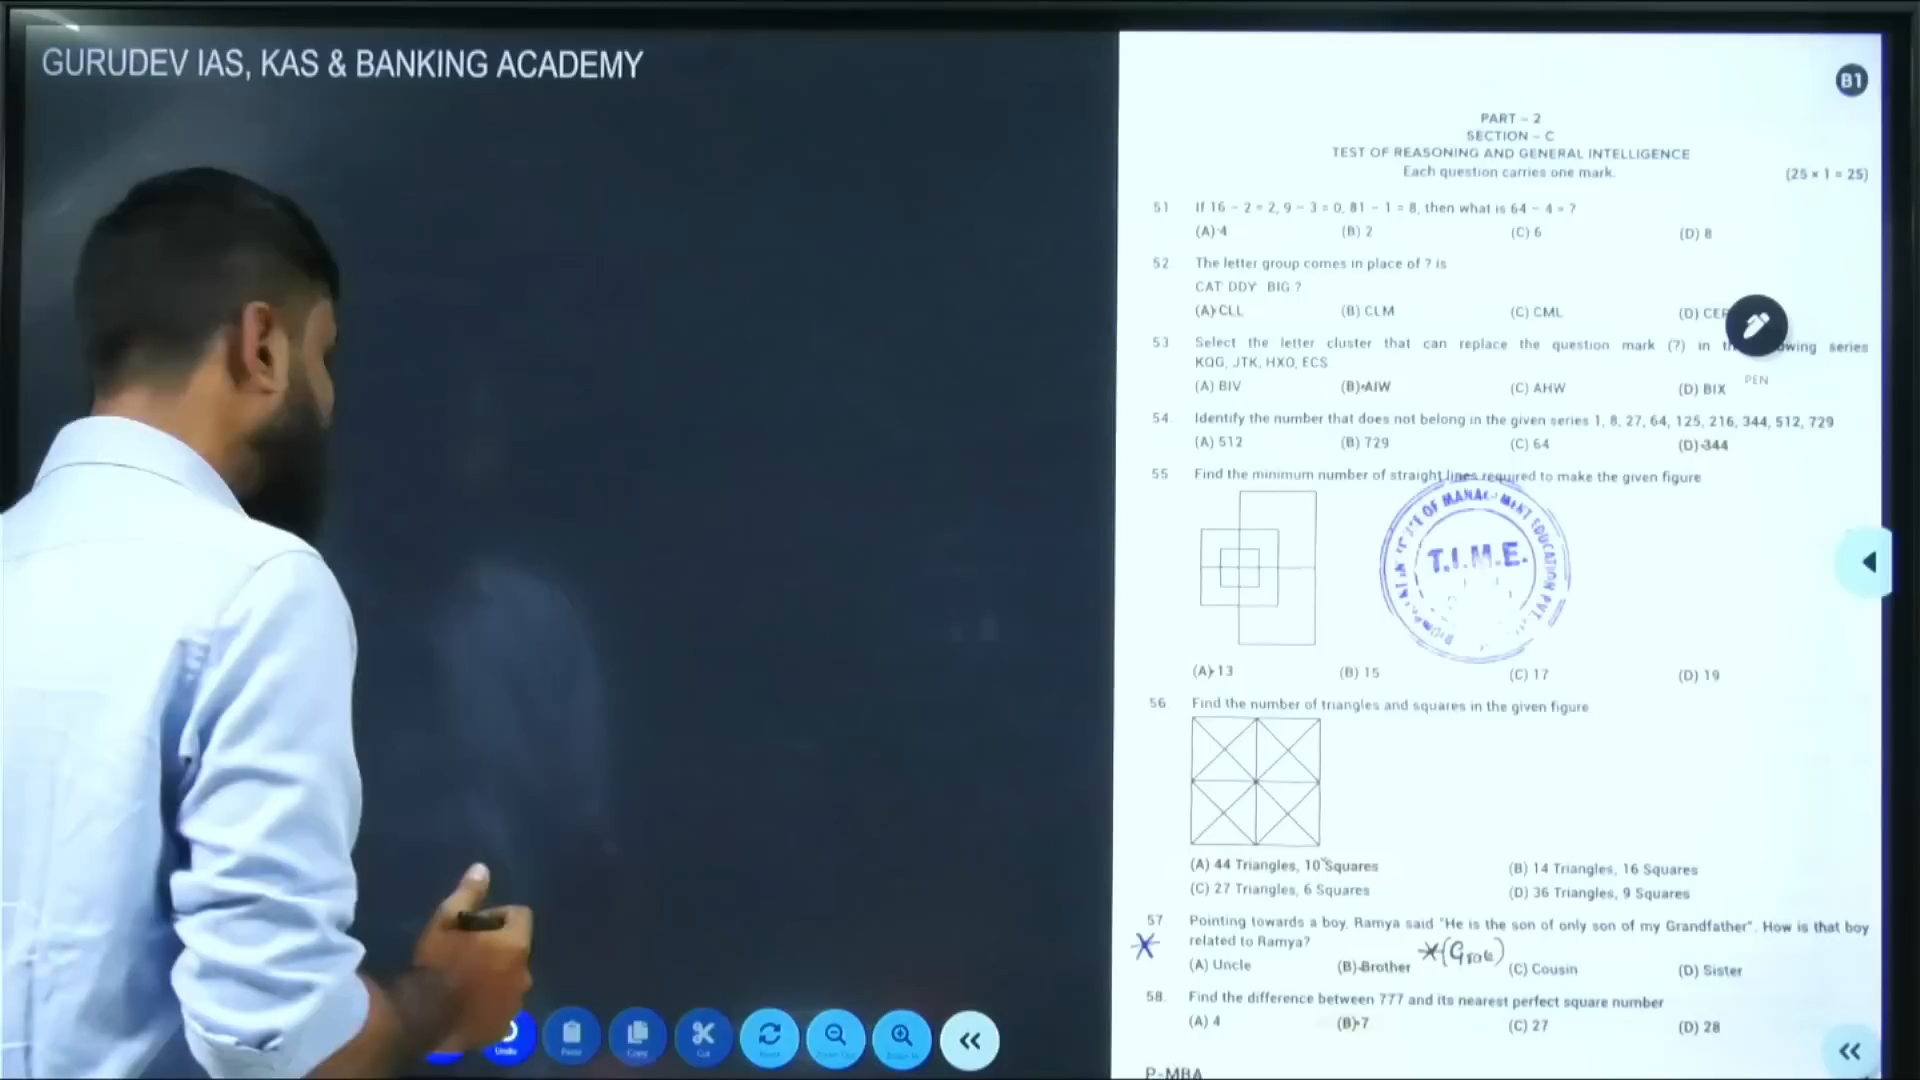 GURUDEV IAS, KAS & BANKING ACADEMY
B1
PART – 2
SECTION – C
TEST OF REASONING AND GENERAL INTELLIGENCE
Each question carries one mark.
(25 × 1 = 25)
51 If 16 – 2 = 2, 9 – 3 = 0, 81 – 1 = 8, then what is 64 – 4 = ?
(A) 4 (B) 2 (C) 6 (D) 8
52 The letter group comes in place of ? is
CAT DDY BIG ?
(A) CLL (B) CLM (C) CML (D)
53 Select the letter cluster that can replace the question mark (?) in series
KQG, JTK, HXO, ECS
(A) BIV (B) AIW (C) AHW (D) BIX
PEN
54 Identify the number that does not belong in the given series 1, 8, 27, 64, 125, 216, 344, 512, 729
(A) 512 (B) 729 (C) 64 (D) 344
55 Find the minimum number of straight lines required to make the given figure
T.I.M.E.
(A) 13 (B) 15 (C) 17 (D) 19
56 Find the number of triangles and squares in the given figure
(A) 44 Triangles, 10 Squares (B) 14 Triangles, 16 Squares
(C) 27 Triangles, 6 Squares (D) 36 Triangles, 9 Squares
57 Pointing towards a boy, Ramya said "He is the son of only son of my Grandfather". How is that boy
related to Ramya?
(A) Uncle (B) Brother (C) Cousin (D) Sister
58. Find the difference between 777 and its nearest perfect square number
(A) 4 (B) 7 (C) 27 (D) 28
P-MBA
Undo Paste Copy Cut